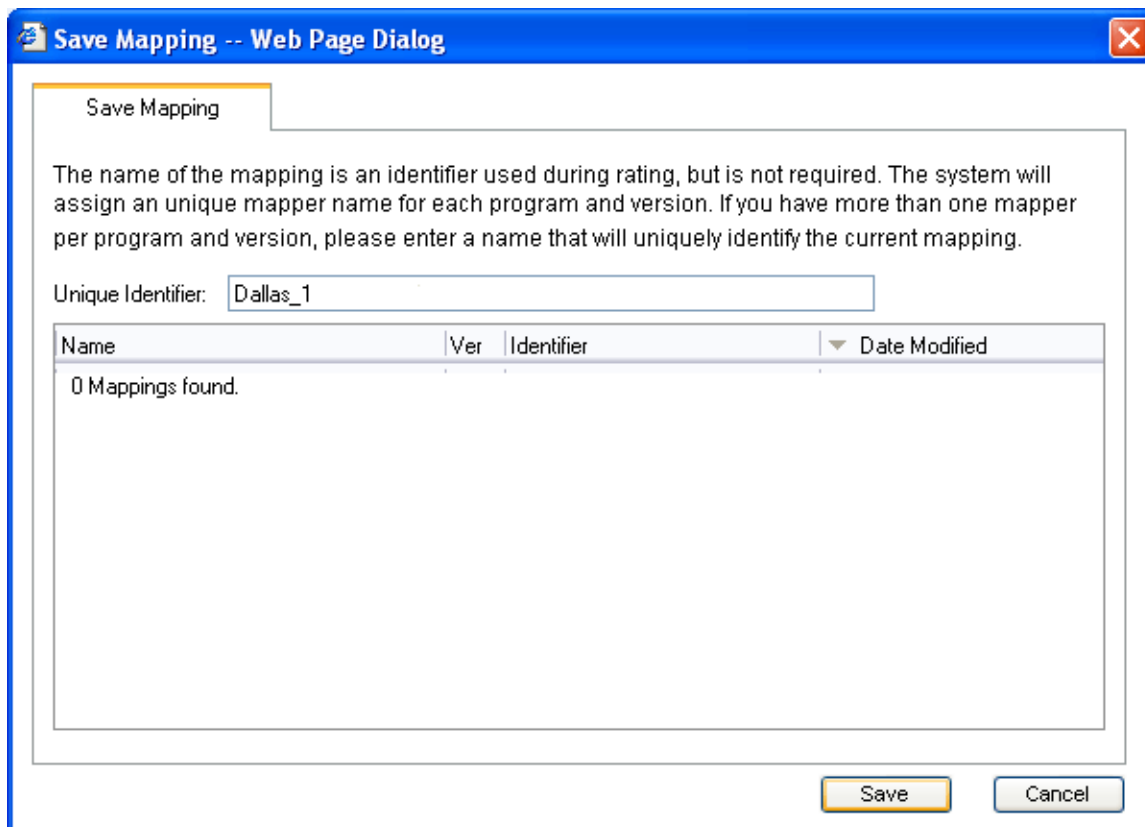 Save Mapping -- Web Page Dialog
Save Mapping
The name of the mapping is an identifier used during rating, but is not required. The system will
assign an unique mapper name for each program and version. If you have more than one mapper
per program and version, please enter a name that will uniquely identify the current mapping.
Unique Identifier: Dallas_1
Name Ver Identifier Date Modified
0 Mappings found.
Save Cancel